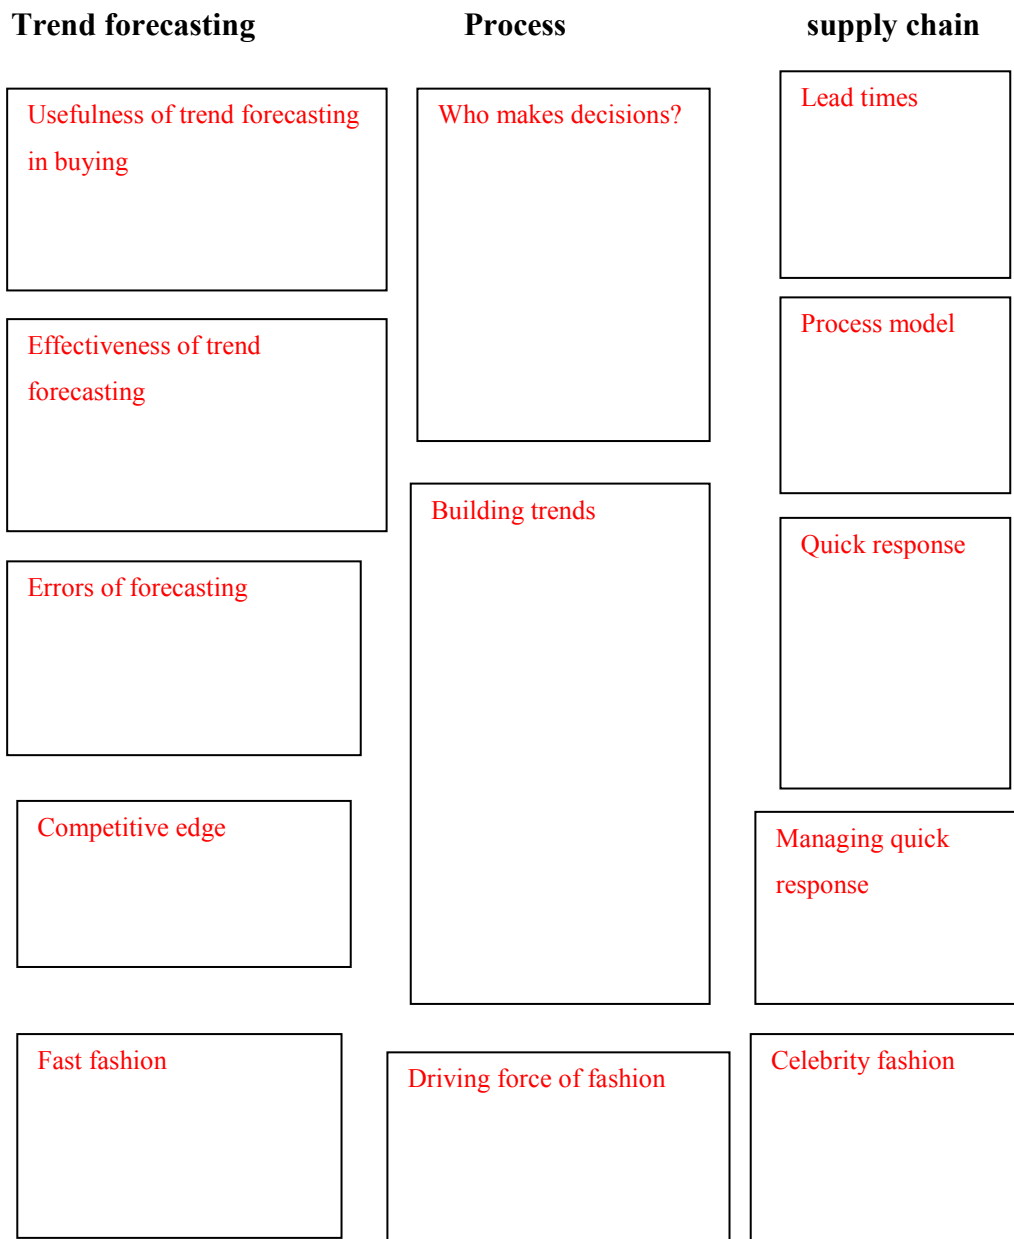 Trend forecasting
Process
supply chain
Usefulness of trend forecasting
in buying
Effectiveness of trend
forecasting
Errors of forecasting
Competitive edge
Fast fashion
Who makes decisions?
Building trends
Driving force of fashion
Lead times
Process model
Quick response
Managing quick
response
Celebrity fashion